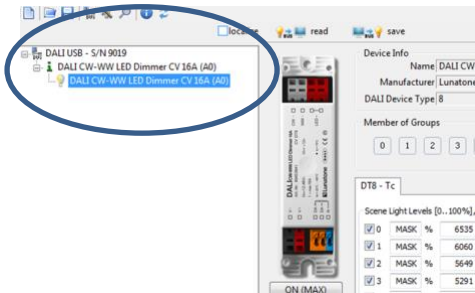 localize
read
save
DALI USB - S/N 9019
DALI CW-WW LED Dimmer CV 16A (A0)
DALI CW-WW LED Dimmer CV 16A (A0)
Device Info
Name DALI CW
Manufacturer Lunatone
DALI Device Type 8
Member of Groups
0 1 2 3
DT8 - Tc
Scene Light Levels [0..100%],
0 MASK % 6535
1 MASK % 6060
2 MASK % 5649
3 MASK % 5291
Lunatone
ON (MAX)